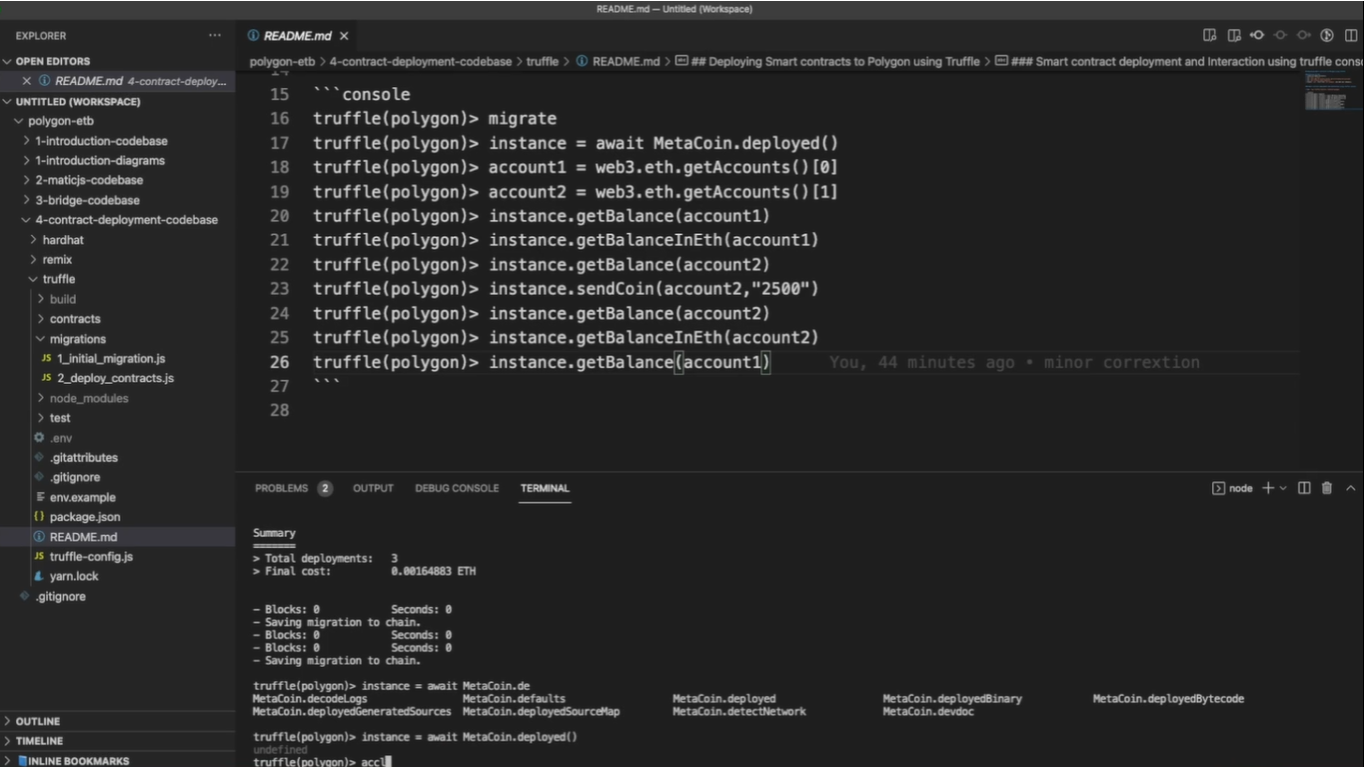 README.md — Untitled (Workspace)
EXPLORER
OPEN EDITORS
README.md 4-contract-deploy...
UNTITLED (WORKSPACE)
polygon-etb
1-introduction-codebase
1-introduction-diagrams
2-maticjs-codebase
3-bridge-codebase
4-contract-deployment-codebase
hardhat
remix
truffle
build
contracts
migrations
JS 1_initial_migration.js
JS 2_deploy_contracts.js
node_modules
test
.env
.gitattributes
.gitignore
env.example
{} package.json
README.md
JS truffle-config.js
yarn.lock
.gitignore
OUTLINE
TIMELINE
INLINE BOOKMARKS
README.md
polygon-etb > 4-contract-deployment-codebase > truffle > README.md > ## Deploying Smart contracts to Polygon using Truffle > ### Smart contract deployment and Interaction using truffle conso
14
15 ```console
16 truffle(polygon)> migrate
17 truffle(polygon)> instance = await MetaCoin.deployed()
18 truffle(polygon)> account1 = web3.eth.getAccounts()[0]
19 truffle(polygon)> account2 = web3.eth.getAccounts()[1]
20 truffle(polygon)> instance.getBalance(account1)
21 truffle(polygon)> instance.getBalanceInEth(account1)
22 truffle(polygon)> instance.getBalance(account2)
23 truffle(polygon)> instance.sendCoin(account2,"2500")
24 truffle(polygon)> instance.getBalance(account2)
25 truffle(polygon)> instance.getBalanceInEth(account2)
26 truffle(polygon)> instance.getBalance(account1) You, 44 minutes ago • minor corrextion
27 ```
28
PROBLEMS 2 OUTPUT DEBUG CONSOLE TERMINAL node
Summary
=======
> Total deployments: 3
> Final cost: 0.00164883 ETH
- Blocks: 0 Seconds: 0
- Saving migration to chain.
- Blocks: 0 Seconds: 0
- Blocks: 0 Seconds: 0
- Saving migration to chain.
truffle(polygon)> instance = await MetaCoin.de
MetaCoin.decodeLogs MetaCoin.defaults MetaCoin.deployed MetaCoin.deployedBinary MetaCoin.deployedBytecode
MetaCoin.deployedGeneratedSources MetaCoin.deployedSourceMap MetaCoin.detectNetwork MetaCoin.devdoc
truffle(polygon)> instance = await MetaCoin.deployed()
undefined
truffle(polygon)> accl